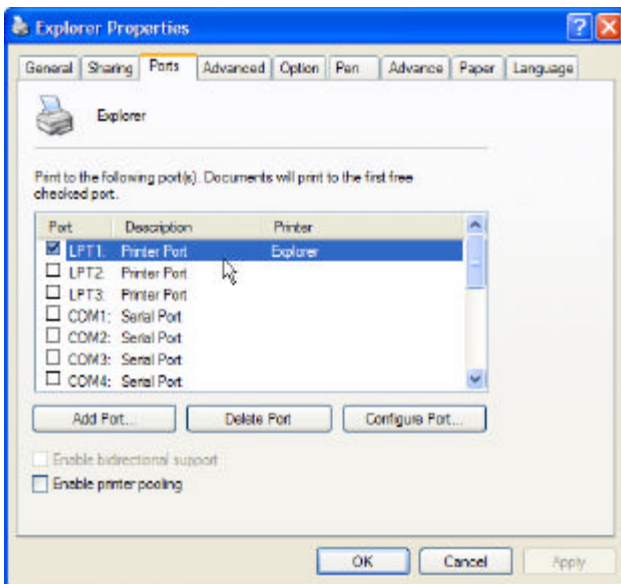 Explorer Properties
General Sharing Ports Advanced Option Pen Advance Paper Language
Explorer
Print to the following port(s). Documents will print to the first free
checked port.
Port Description Printer
LPT1: Printer Port Explorer
LPT2: Printer Port
LPT3: Printer Port
COM1: Serial Port
COM2: Serial Port
COM3: Serial Port
COM4: Serial Port
Add Port... Delete Port Configure Port...
Enable bidirectional support
Enable printer pooling
OK Cancel Apply